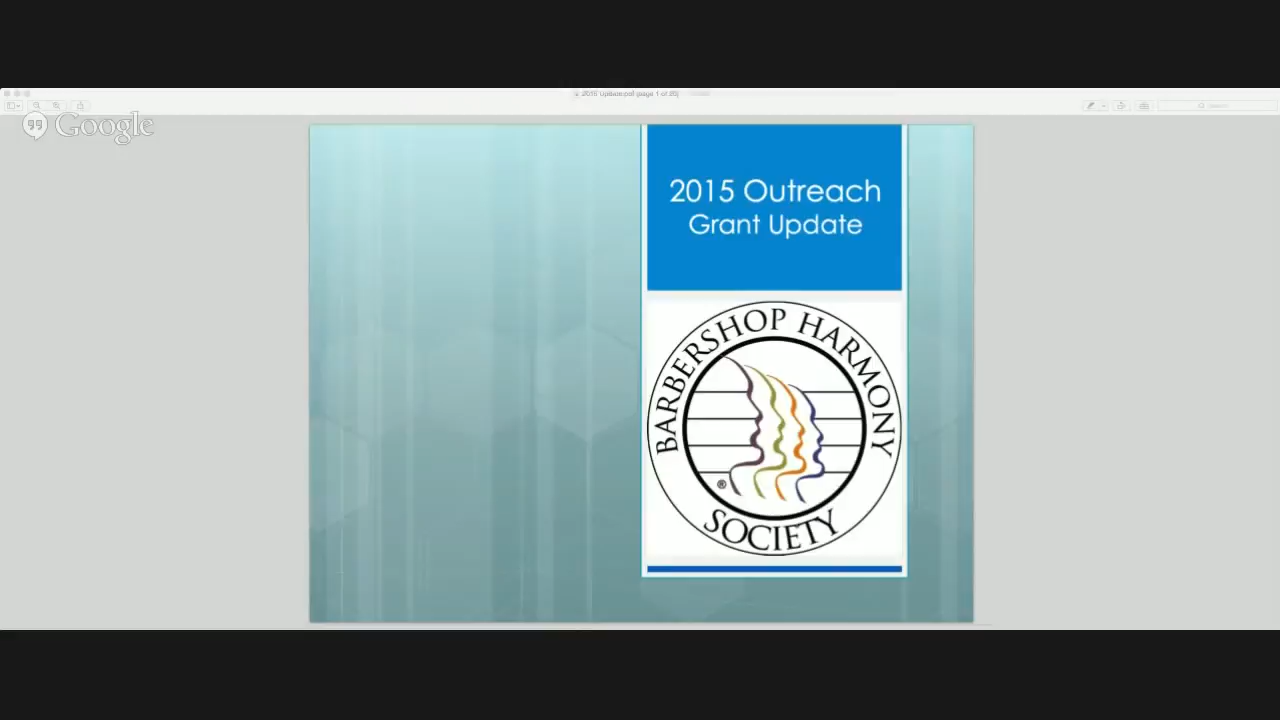 Google
2015 Outreach
Grant Update
BARBERSHOP HARMONY
SOCIETY
®